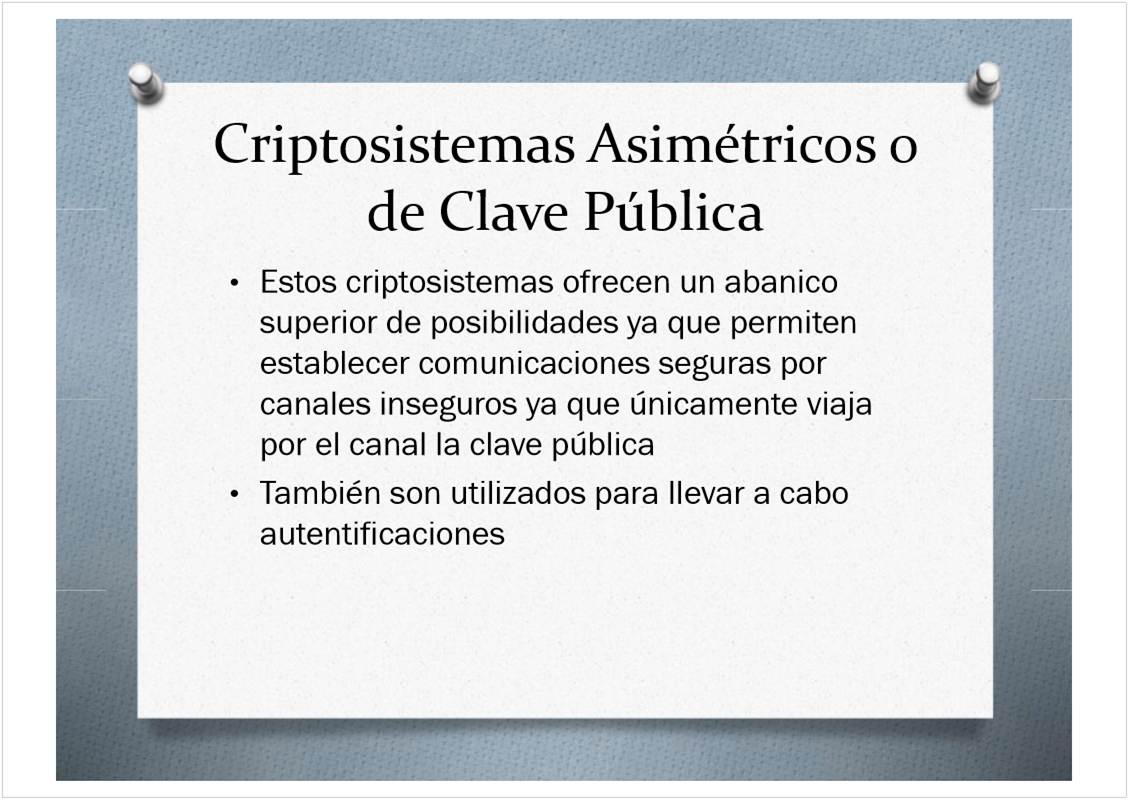 Criptosistemas Asimétricos o
de Clave Pública
• Estos criptosistemas ofrecen un abanico
superior de posibilidades ya que permiten
establecer comunicaciones seguras por
canales inseguros ya que únicamente viaja
por el canal la clave pública
• También son utilizados para llevar a cabo
autentificaciones